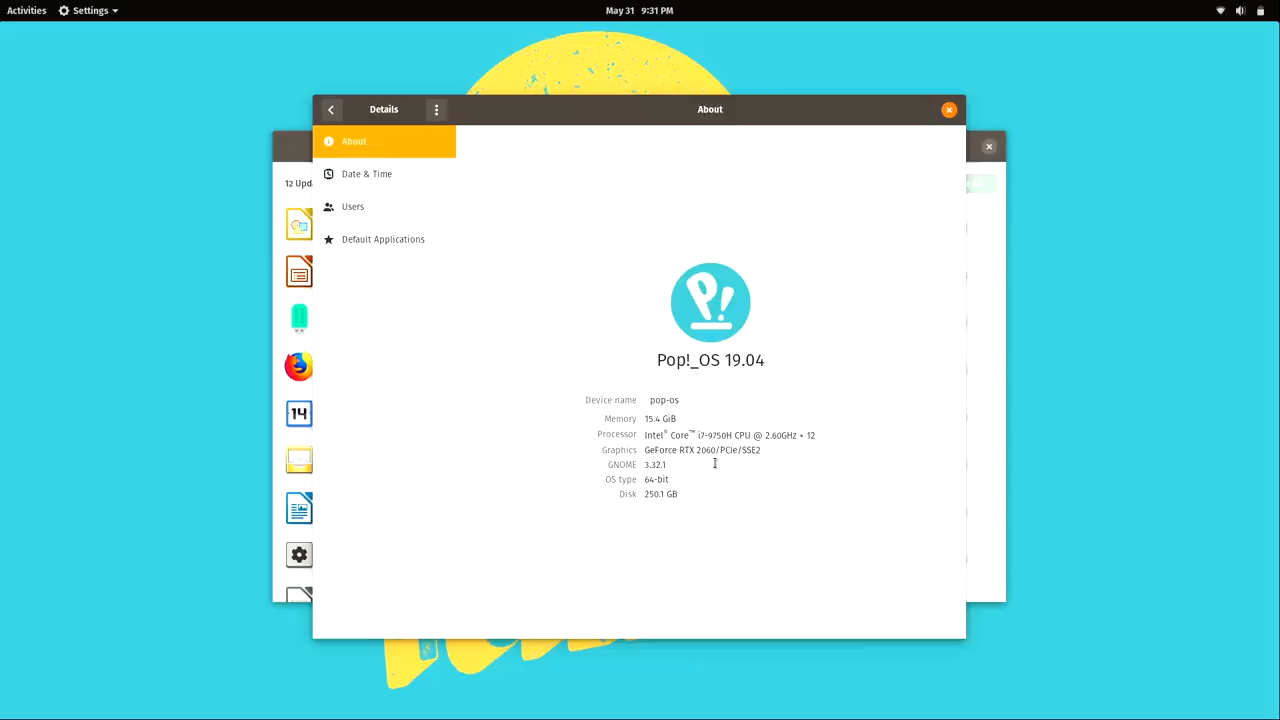 Activities Settings May 31 9:31 PM
Details About
About
Date & Time
12 Upd
Users
Default Applications
14
P!
Pop!_OS 19.04
Device name pop-os
Memory 15.4 GiB
Processor Intel® Core™ i7-9750H CPU @ 2.60GHz × 12
Graphics GeForce RTX 2060/PCIe/SSE2
GNOME 3.32.1
OS type 64-bit
Disk 250.1 GB